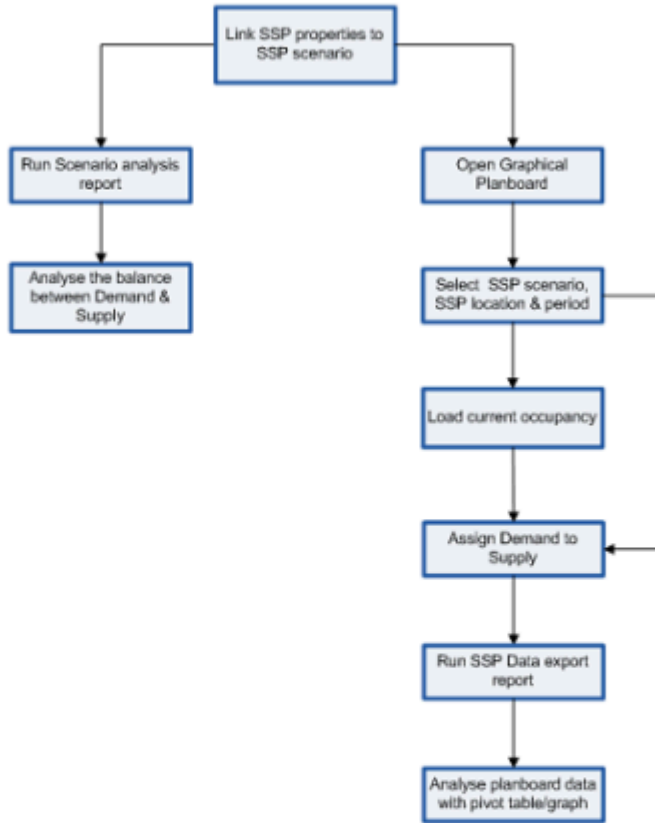 Link SSP properties to
SSP scenario
Run Scenario analysis
report
Open Graphical
Planboard
Analyse the balance
between Demand &
Supply
Select SSP scenario,
SSP location & period
Load current occupancy
Assign Demand to
Supply
Run SSP Data export
report
Analyse planboard data
with pivot table/graph